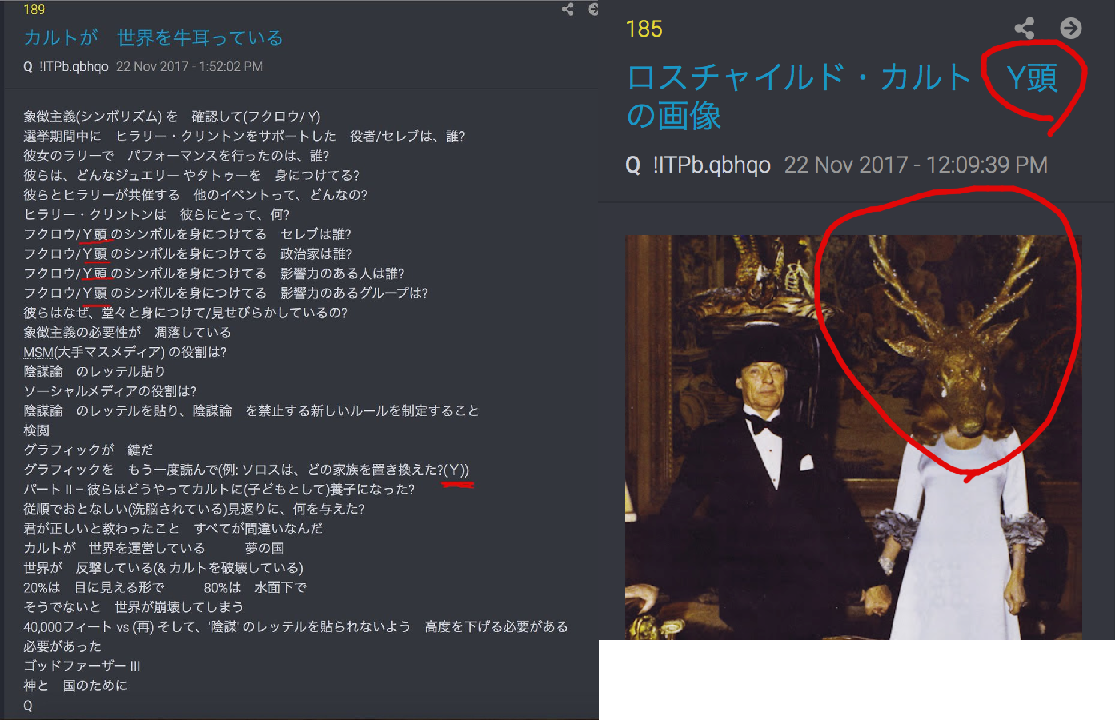 189
カルトが　世界を牛耳っている
Q !ITPb.qbhqo 22 Nov 2017 - 1:52:02 PM
象徴主義(シンボリズム) を　確認して(フクロウ/ Y)
選挙期間中に　ヒラリー・クリントンをサポートした　役者/セレブは、誰?
彼女のラリーで　パフォーマンスを行ったのは、誰?
彼らは、どんなジュエリー やタトゥーを　身につけてる?
彼らとヒラリーが共催する　他のイベントって、どんなの?
ヒラリー・クリントンは　彼らにとって、何?
フクロウ/Ｙ頭 のシンボルを身につけてる　セレブは誰?
フクロウ/Ｙ頭 のシンボルを身につけてる　政治家は誰?
フクロウ/Ｙ頭 のシンボルを身につけてる　影響力のある人は誰?
フクロウ/Ｙ頭 のシンボルを身につけてる　影響力のあるグループは?
彼らはなぜ、堂々と身につけて/見せびらかしているの?
象徴主義の必要性が　凋落している
MSM(大手マスメディア) の役割は?
陰謀論　のレッテル貼り
ソーシャルメディアの役割は?
陰謀論　のレッテルを貼り、陰謀論　を禁止する新しいルールを制定すること
検閲
グラフィックが　鍵だ
グラフィックを　もう一度読んで(例: ソロスは、どの家族を置き換えた?(Ｙ))
パート II – 彼らはどうやってカルトに(子どもとして)養子になった?
従順でおとなしい(洗脳されている)見返りに、何を与えた?
君が正しいと教わったこと　すべてが間違いなんだ
カルトが　世界を運営している　　　夢の国
世界が　反撃している(& カルトを破壊している)
20%は　目に見える形で　　　80%は　水面下で
そうでないと　世界が崩壊してしまう
40,000フィート vs (再) そして、'陰謀' のレッテルを貼られないよう　高度を下げる必要がある
必要があった
ゴッドファーザー III
神と　国のために
Q
185
ロスチャイルド・カルト　Ｙ頭
の画像
Q !ITPb.qbhqo 22 Nov 2017 - 12:09:39 PM